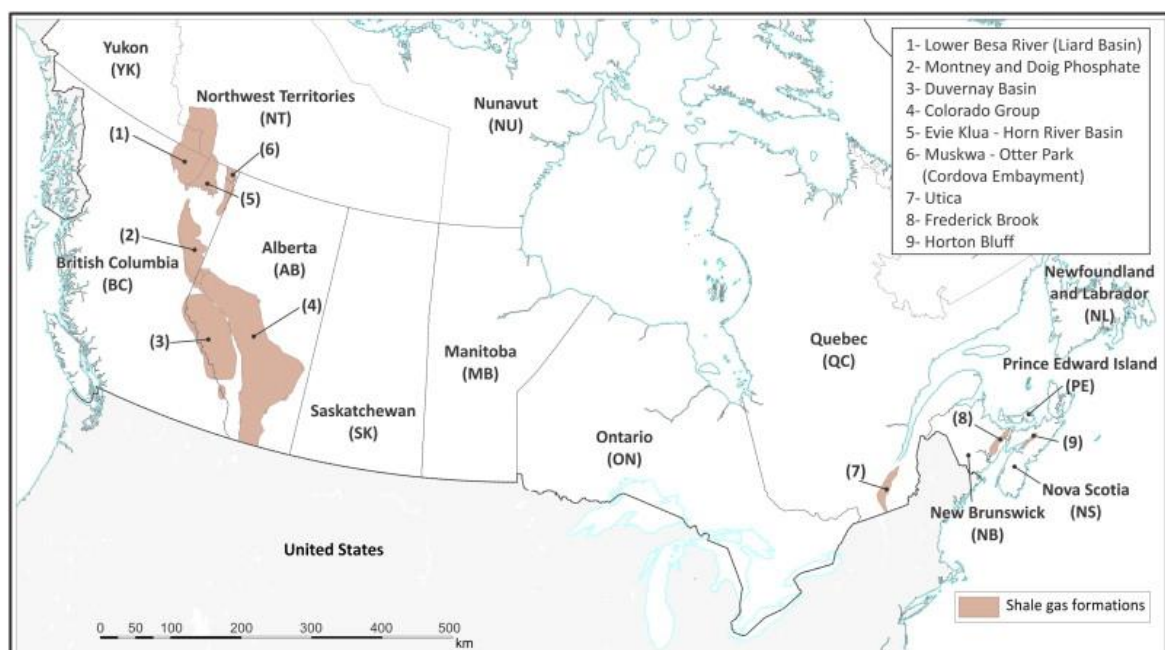 Yukon
(YK)
Northwest Territories
(NT)
Nunavut
(NU)
1- Lower Besa River (Liard Basin)
2- Montney and Doig Phosphate
3- Duvernay Basin
4- Colorado Group
5- Evie Klua - Horn River Basin
6- Muskwa - Otter Park
(Cordova Embayment)
7- Utica
8- Frederick Brook
9- Horton Bluff
(1)
(6)
(5)
(2)
British Columbia
(BC)
Alberta
(AB)
(4)
(3)
Saskatchewan
(SK)
Manitoba
(MB)
Ontario
(ON)
Quebec
(QC)
Newfoundland
and Labrador
(NL)
Prince Edward Island
(PE)
(8)
(9)
(7)
Nova Scotia
(NS)
New Brunswick
(NB)
United States
Shale gas formations
0 50 100 200 300 400 500
km